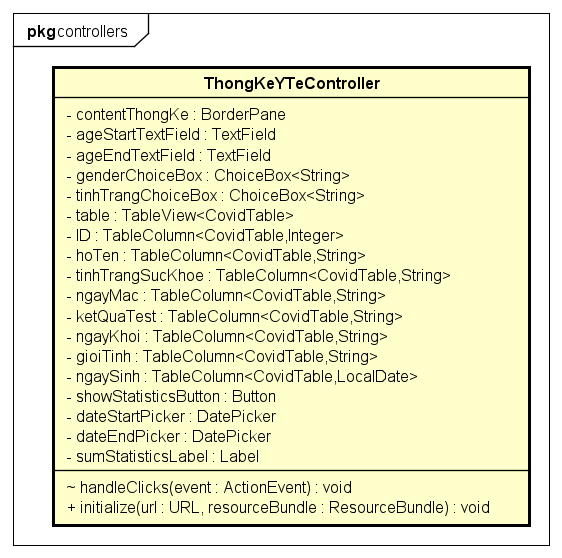 pkg controllers
ThongKeYTeController
- contentThongKe : BorderPane
- ageStartTextField : TextField
- ageEndTextField : TextField
- genderChoiceBox : ChoiceBox<String>
- tinhTrangChoiceBox : ChoiceBox<String>
- table : TableView<CovidTable>
- ID : TableColumn<CovidTable,Integer>
- hoTen : TableColumn<CovidTable,String>
- tinhTrangSucKhoe : TableColumn<CovidTable,String>
- ngayMac : TableColumn<CovidTable,String>
- ketQuaTest : TableColumn<CovidTable,String>
- ngayKhoi : TableColumn<CovidTable,String>
- gioiTinh : TableColumn<CovidTable,String>
- ngaySinh : TableColumn<CovidTable,LocalDate>
- showStatisticsButton : Button
- dateStartPicker : DatePicker
- dateEndPicker : DatePicker
- sumStatisticsLabel : Label
~ handleClicks(event : ActionEvent) : void
+ initialize(url : URL, resourceBundle : ResourceBundle) : void